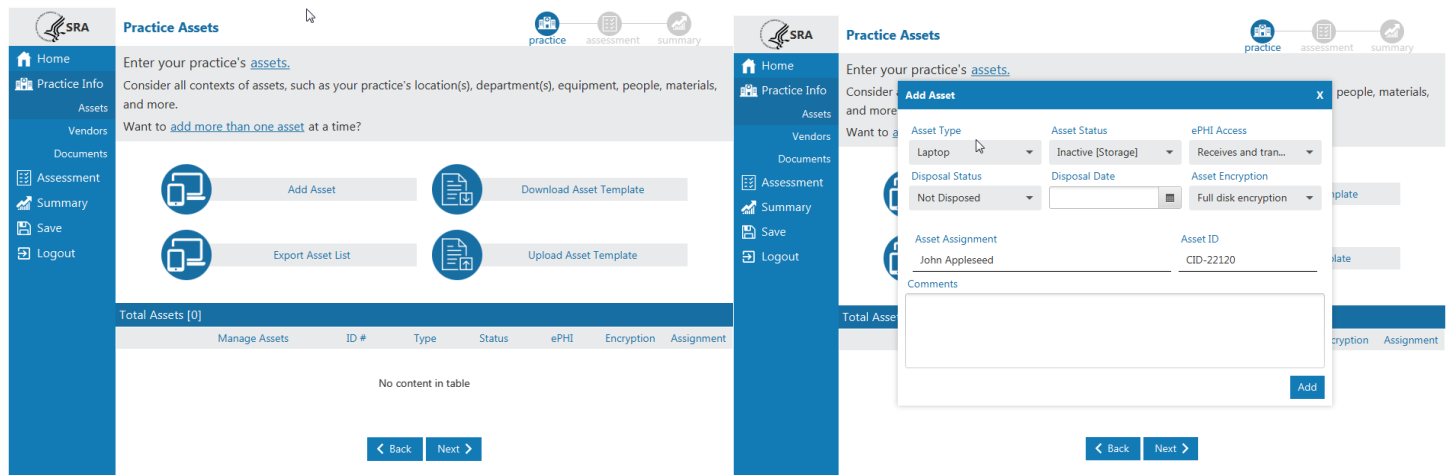 SRA
Practice Assets
practice
assessment
summary
Home
Practice Info
Assets
Vendors
Documents
Assessment
Summary
Save
Logout
Enter your practice's assets.
Consider all contexts of assets, such as your practice's location(s), department(s), equipment, people, materials,
and more.
Want to add more than one asset at a time?
Add Asset
Download Asset Template
Export Asset List
Upload Asset Template
Total Assets [0]
Manage Assets ID # Type Status ePHI Encryption Assignment
No content in table
Back Next
SRA
Practice Assets
practice
assessment
summary
Home
Practice Info
Assets
Vendors
Documents
Assessment
Summary
Save
Logout
Enter your practice's assets.
Consider people, materials,
and more
Want to
Add Asset X
Asset Type Asset Status ePHI Access
Laptop Inactive [Storage] Receives and tran...
Disposal Status Disposal Date Asset Encryption
Not Disposed Full disk encryption
Asset Assignment Asset ID
John Appleseed CID-22120
Comments
Add
Total Asse
Assignment
Back Next